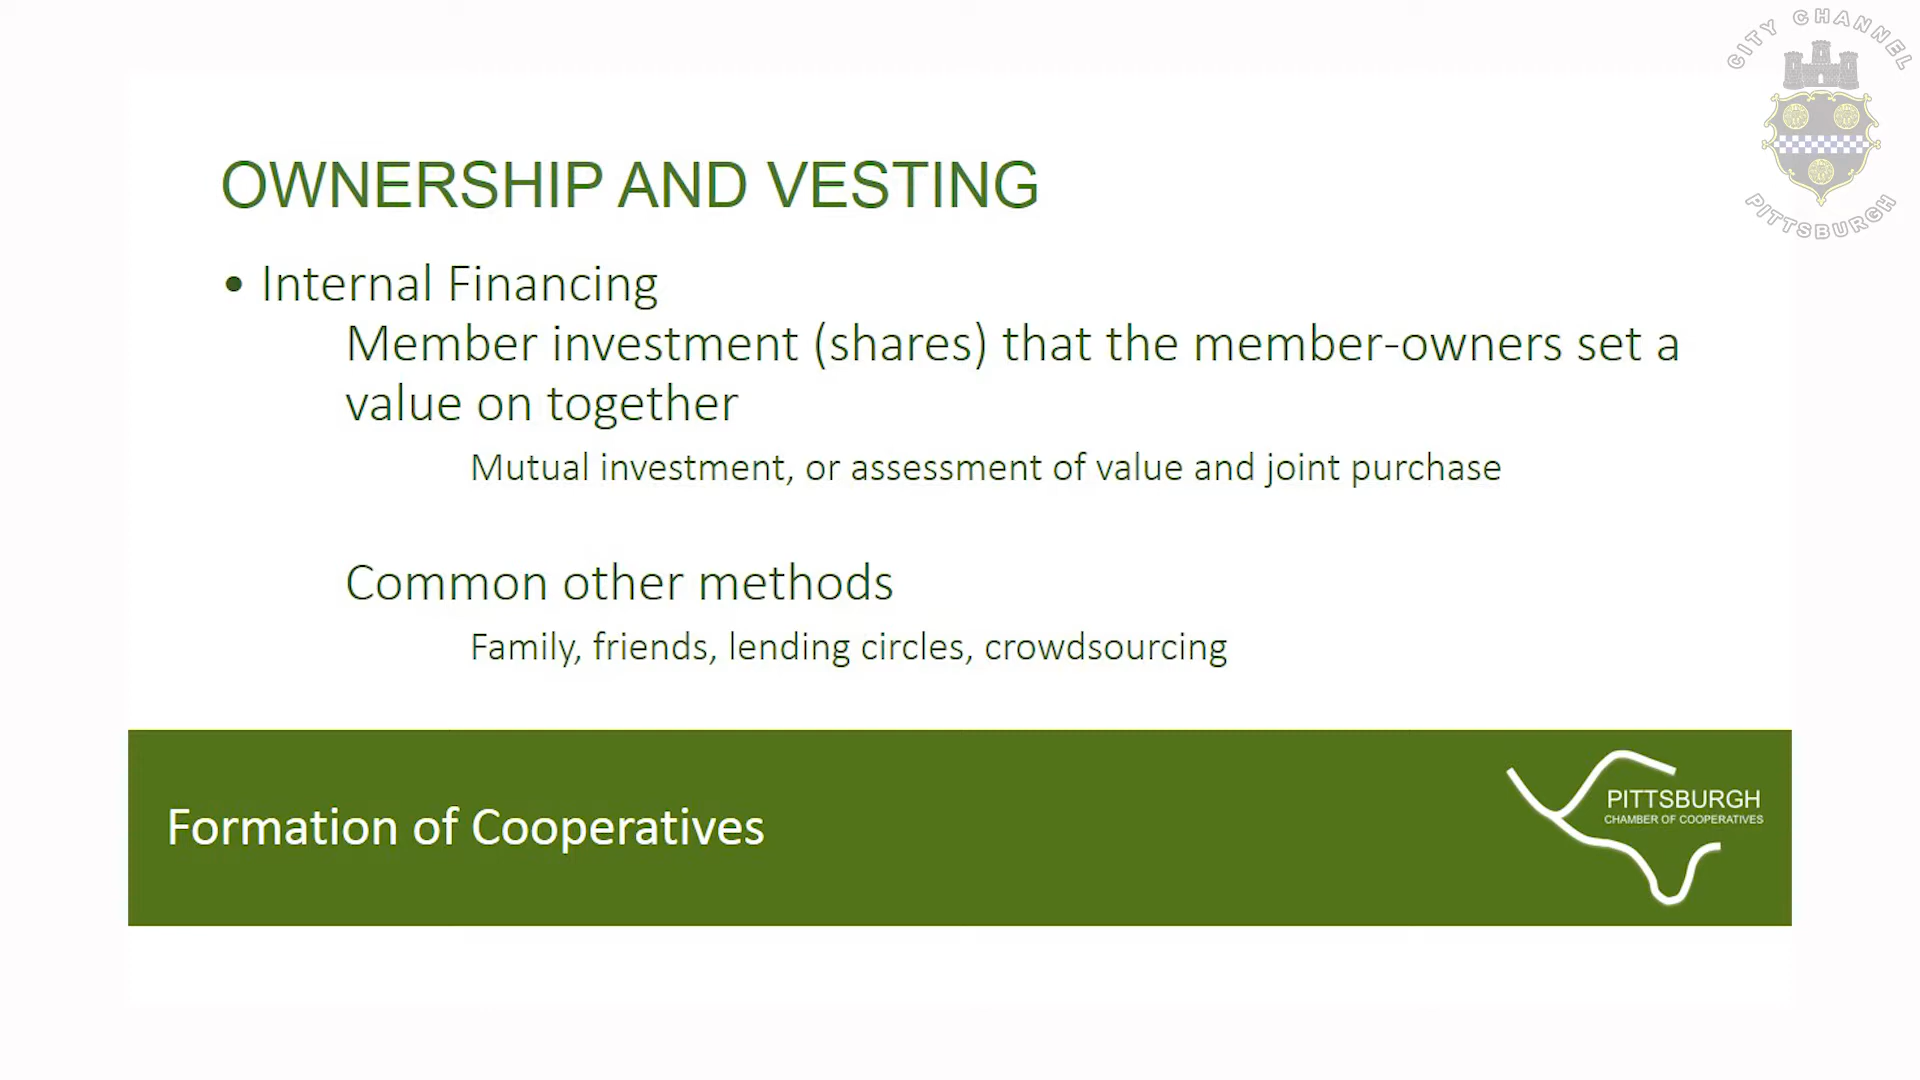 CITY CHANNEL
PITTSBURGH
OWNERSHIP AND VESTING
• Internal Financing
Member investment (shares) that the member-owners set a
value on together
Mutual investment, or assessment of value and joint purchase
Common other methods
Family, friends, lending circles, crowdsourcing
Formation of Cooperatives
PITTSBURGH
CHAMBER OF COOPERATIVES